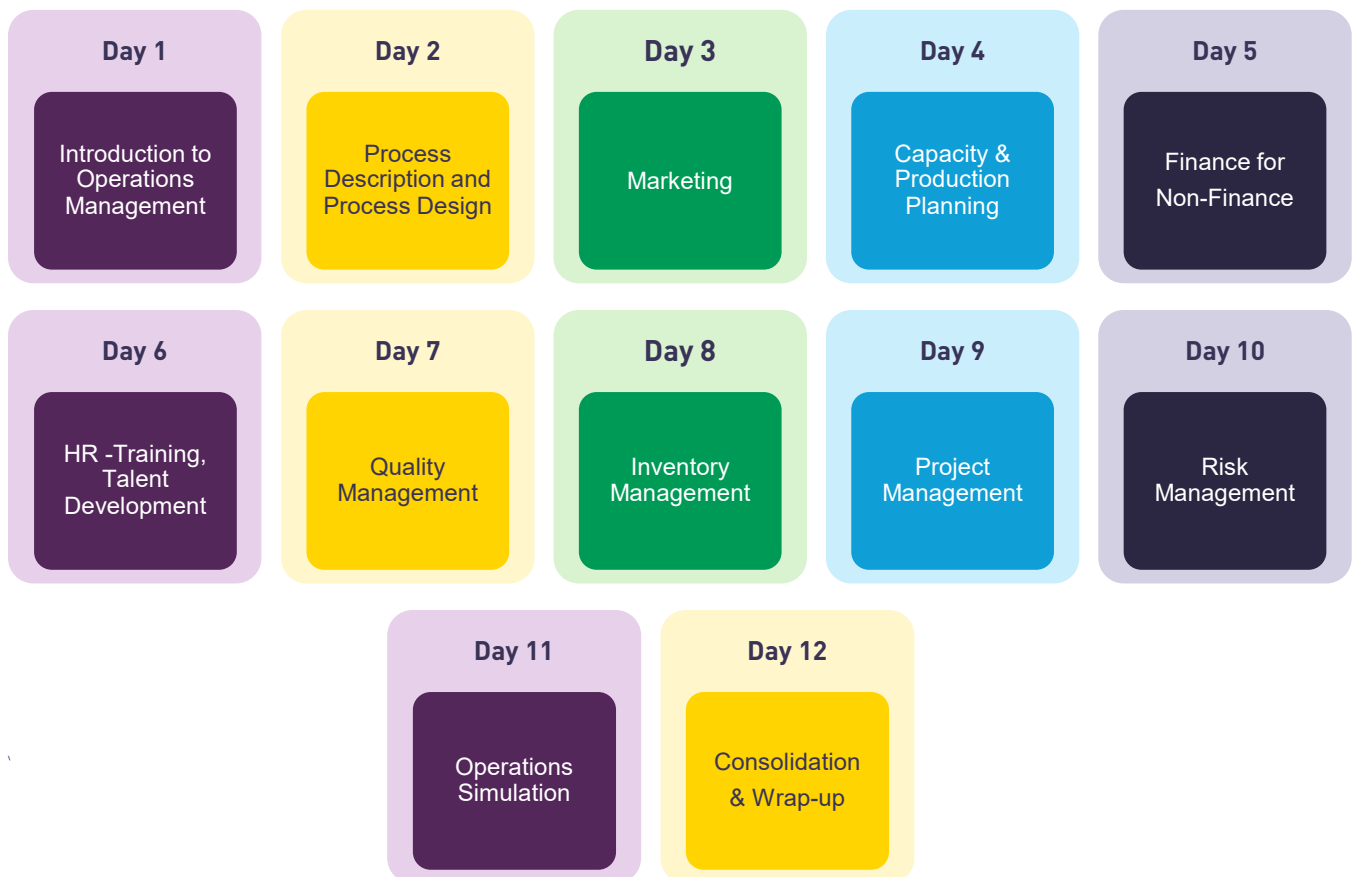 Day 1
Introduction to
Operations
Management
Day 2
Process
Description and
Process Design
Day 3
Marketing
Day 4
Capacity &
Production
Planning
Day 5
Finance for
Non-Finance
Day 6
HR -Training,
Talent
Development
Day 7
Quality
Management
Day 8
Inventory
Management
Day 9
Project
Management
Day 10
Risk
Management
Day 11
Operations
Simulation
Day 12
Consolidation
& Wrap-up